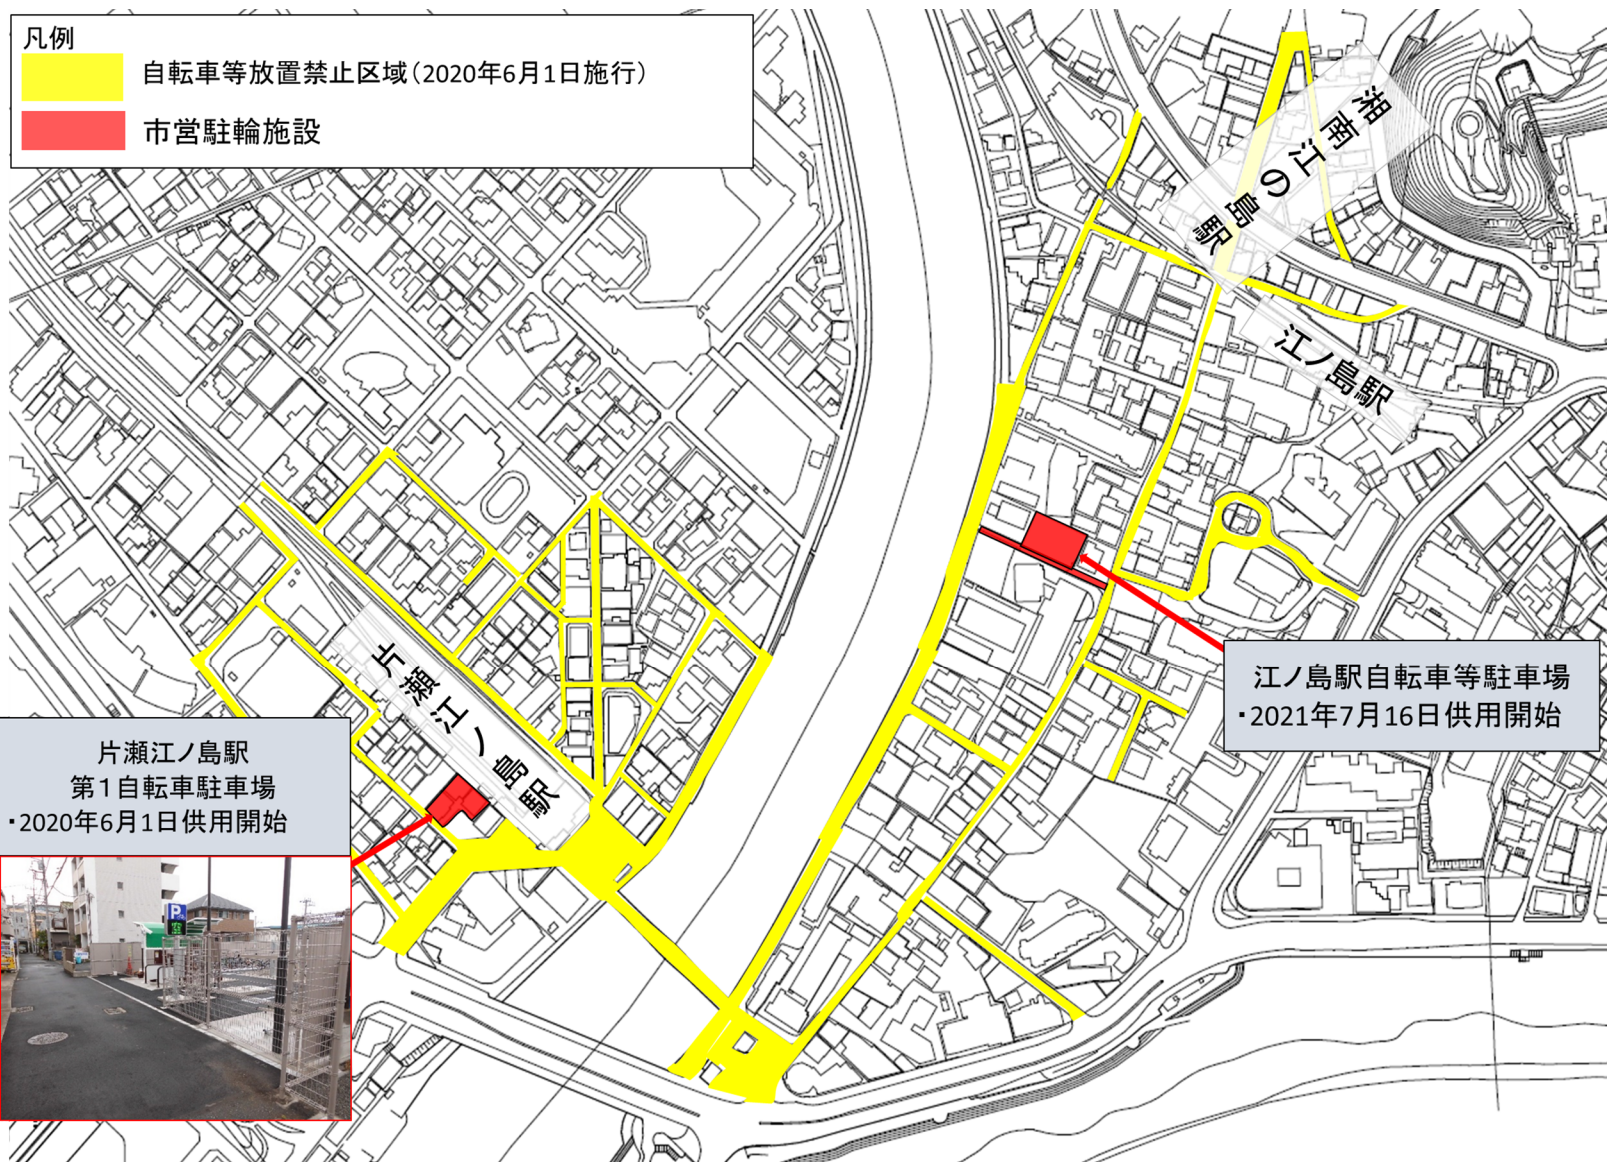 凡例
自転車等放置禁止区域(2020年6月1日施行)
市営駐輪施設
湘南江の島駅
江ノ島駅
片瀬江ノ島駅
江ノ島駅自転車等駐車場
・2021年7月16日供用開始
片瀬江ノ島駅
第1自転車駐車場
・2020年6月1日供用開始
P